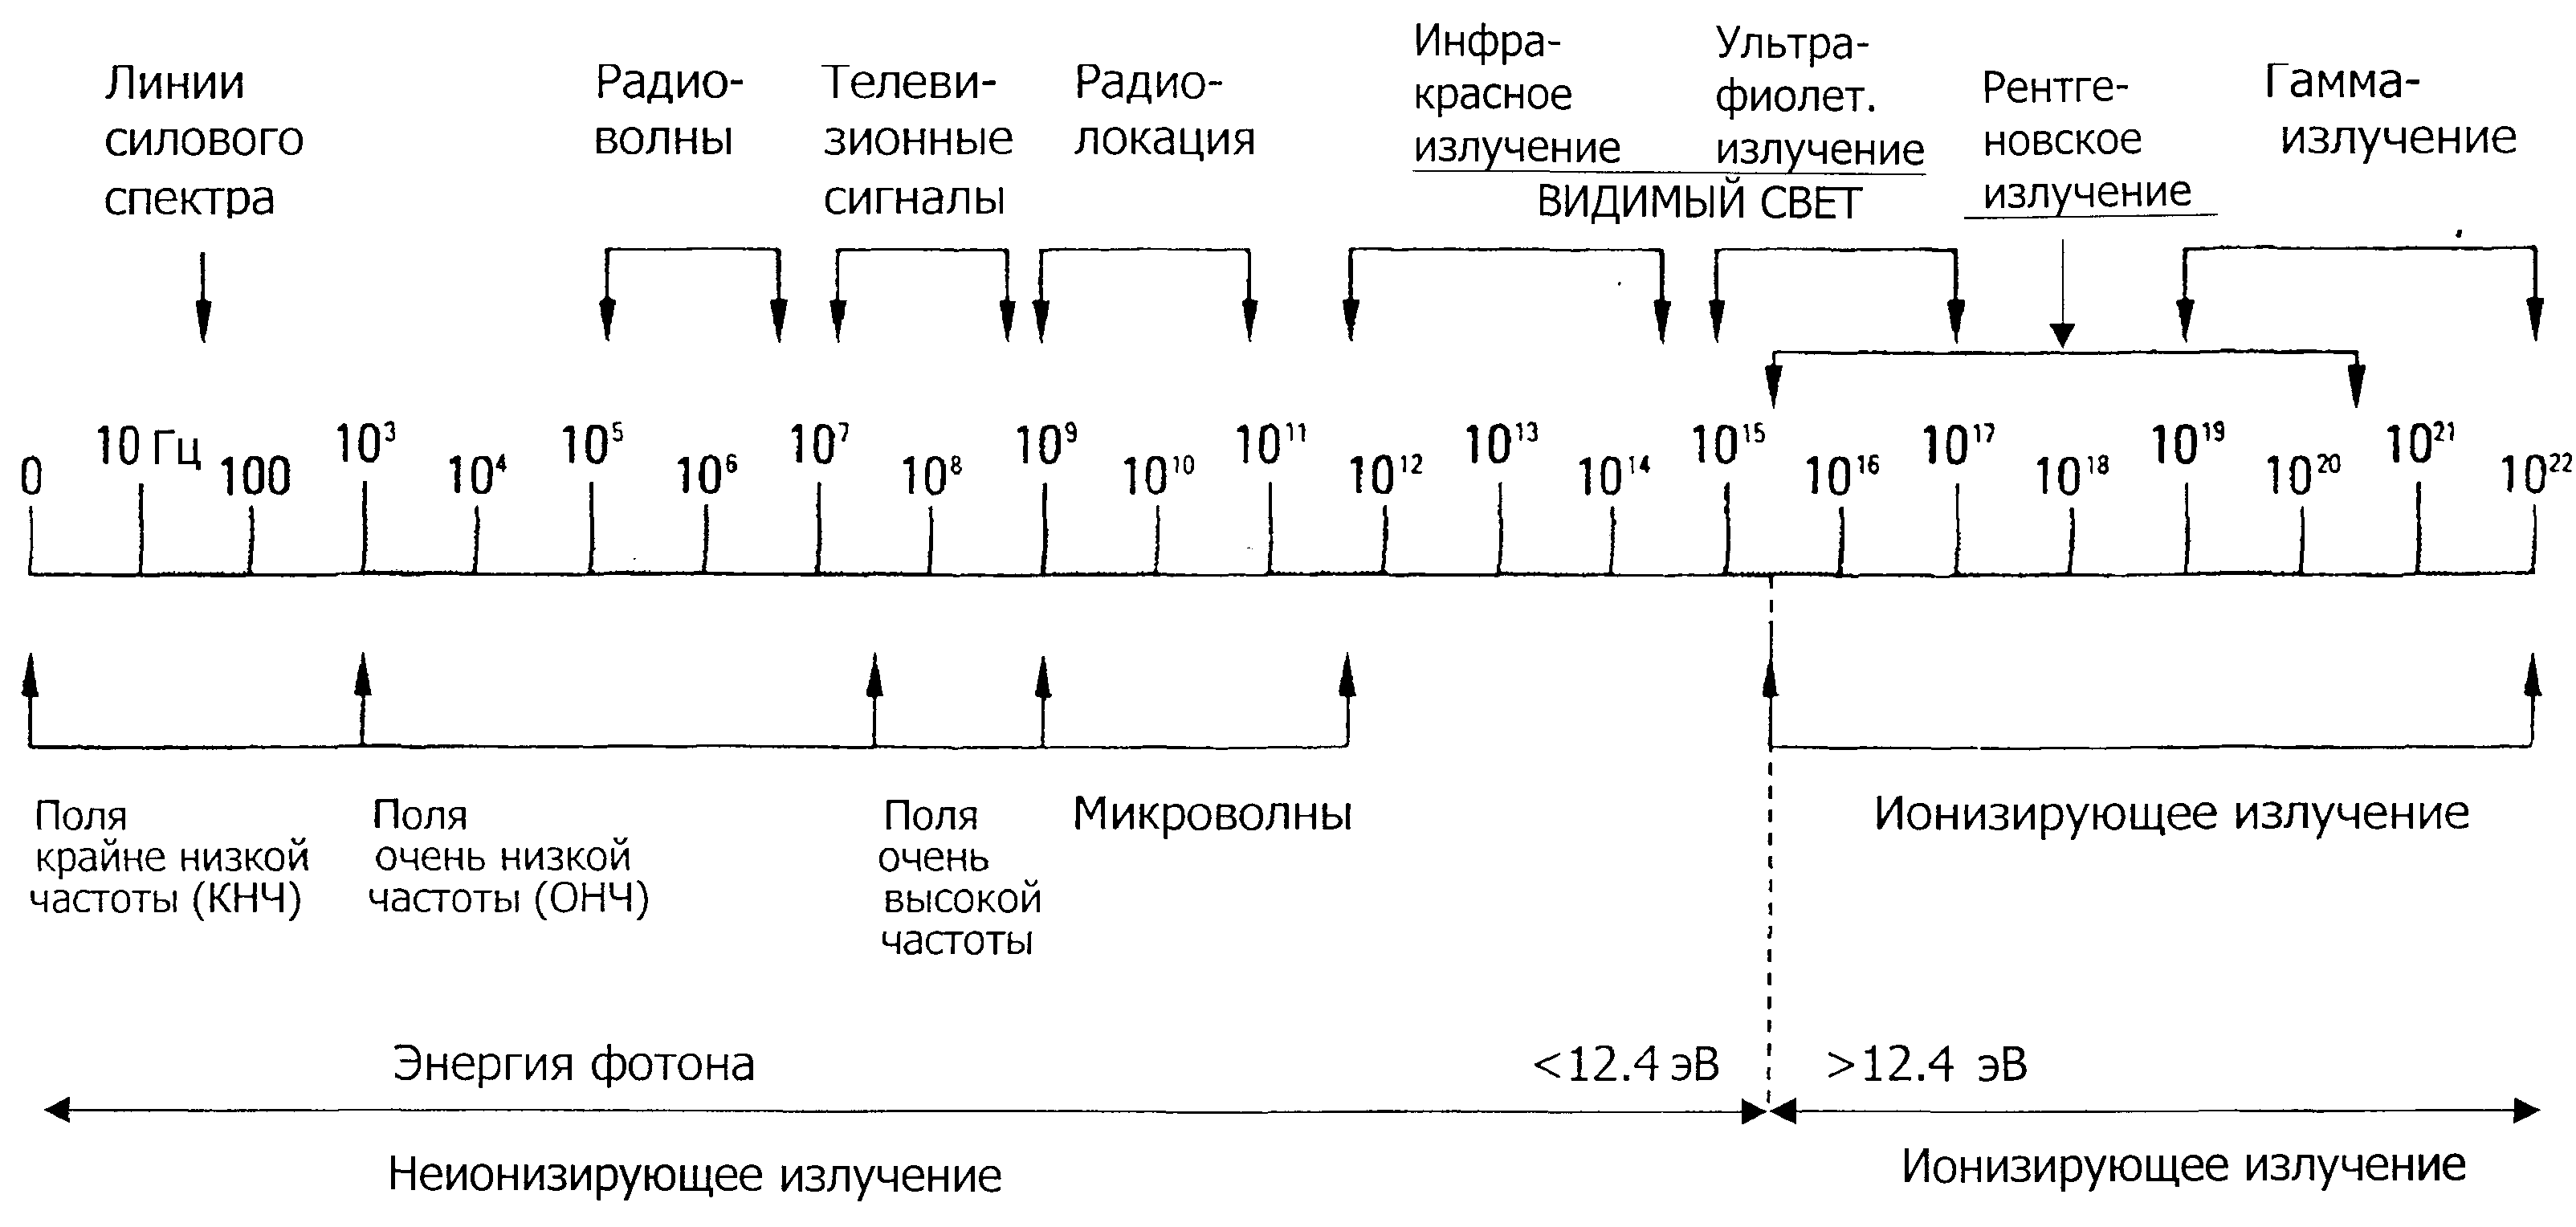 Линии
силового
спектра
Радио-
волны
Телеви-
зионные
сигналы
Радио-
локация
Инфра-
красное
излучение
Ультра-
фиолет.
излучение
ВИДИМЫЙ СВЕТ
Рентге-
новское
излучение
Гамма-
излучение
0
10 Гц
100
10³
10⁴
10⁵
10⁶
10⁷
10⁸
10⁹
10¹⁰
10¹¹
10¹²
10¹³
10¹⁴
10¹⁵
10¹⁶
10¹⁷
10¹⁸
10¹⁹
10²⁰
10²¹
10²²
Поля
крайне низкой
частоты (КНЧ)
Поля
очень низкой
частоты (ОНЧ)
Поля
очень
высокой
частоты
Микроволны
Ионизирующее излучение
Энергия фотона
<12.4 эВ
>12.4 эВ
Неионизирующее излучение
Ионизирующее излучение